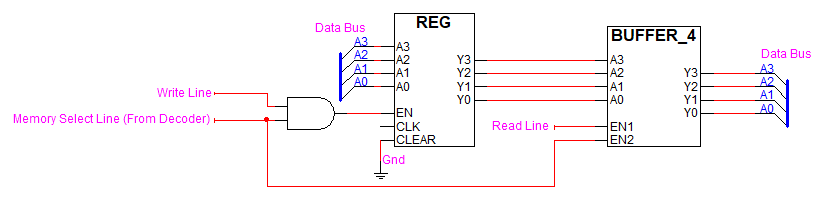 REG
BUFFER_4
Data Bus
A3
A2
A1
A0
A3
A2
A1
A0
Y3
Y2
Y1
Y0
A3
A2
A1
A0
Y3
Y2
Y1
Y0
Data Bus
A3
A2
A1
A0
Write Line
Memory Select Line (From Decoder)
EN
CLK
CLEAR
Gnd
Read Line
EN1
EN2